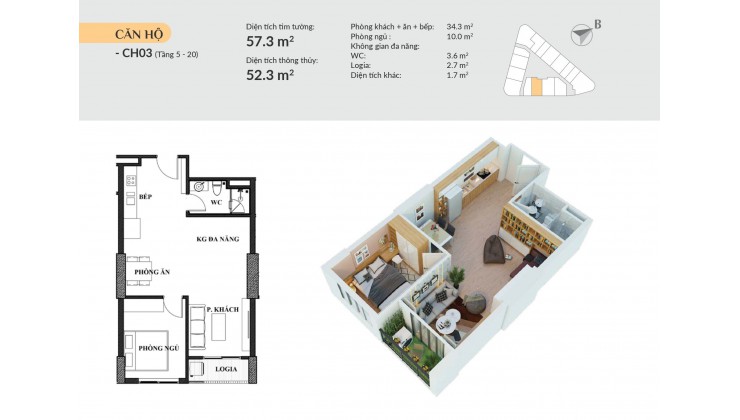 CĂN HỘ
- CH03 (Tầng 5 - 20)
Diện tích tim tường:
57.3 m²
Diện tích thông thủy:
52.3 m²
Phòng khách + ăn + bếp: 34.3 m²
Phòng ngủ : 10.0 m²
Không gian đa năng:
WC: 3.6 m²
Logia: 2.7 m²
Diện tích khác: 1.7 m²
B
BẾP
WC
KG ĐA NĂNG
PHÒNG ĂN
P. KHÁCH
PHÒNG NGỦ
LOGIA